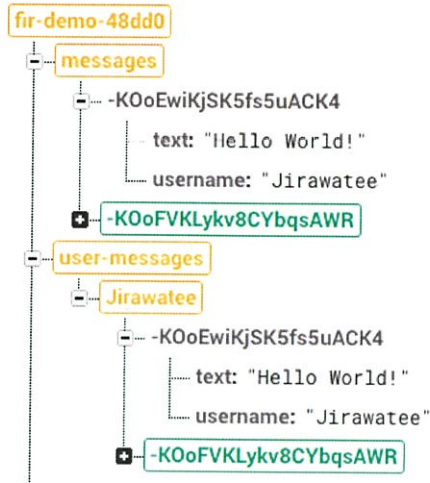 fir-demo-48dd0
messages
-KOoEwiKjSK5fs5uACK4
text: "Hello World!"
username: "Jirawatee"
-KOoFVKLykv8CYbqsAWR
user-messages
Jirawatee
-KOoEwiKjSK5fs5uACK4
text: "Hello World!"
username: "Jirawatee"
-KOoFVKLykv8CYbqsAWR